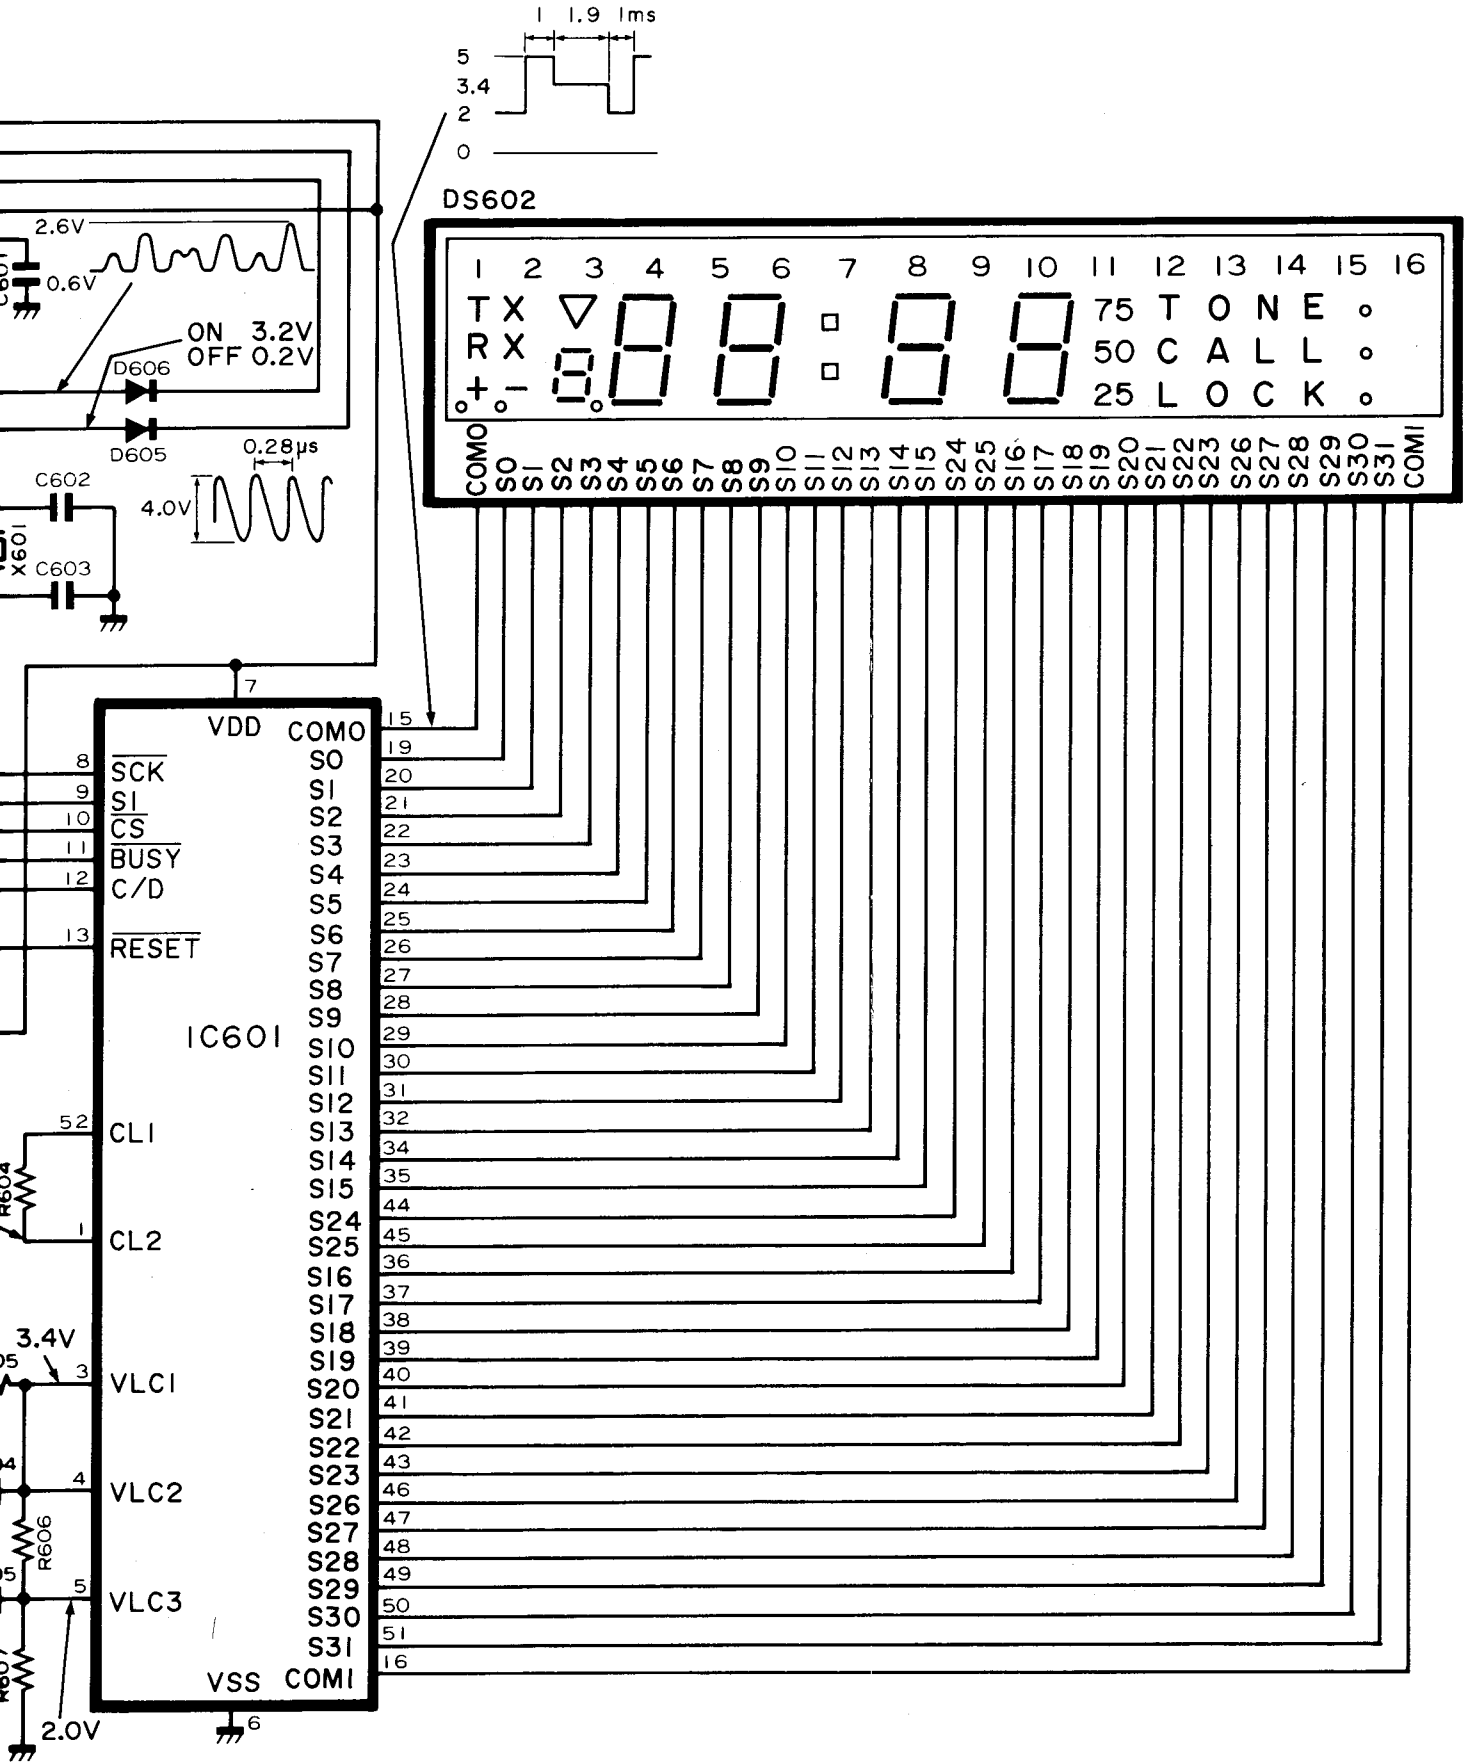 1 1.9 1ms
5
3.4
2
0
DS602
2.6V
C601
0.6V
ON 3.2V
OFF 0.2V
D606
D605
0.28µs
4.0V
C602
X601
C603
1 2 3 4 5 6 7 8 9 10 11 12 13 14 15 16
TX ▽ 88 88 75 TONE
RX 8 50 CALL
+ - 25 LOCK
COM0 S0 S1 S2 S3 S4 S5 S6 S7 S8 S9 S10 S11 S12 S13 S14 S15 S24 S25 S16 S17 S18 S19 S20 S21 S22 S23 S26 S27 S28 S29 S30 S31 COM1
7
VDD
COM0 15
S0 19
8 SCK
S1 20
9 SI
S2 21
10 CS
S3 22
11 BUSY
S4 23
12 C/D
S5 24
S6 25
13 RESET
S7 26
S8 27
S9 28
IC601
S10 29
S11 30
S12 31
52 CL1
S13 32
S14 34
R604
S15 35
S24 44
1 CL2
S25 45
S16 36
S17 37
S18 38
3.4V
S19 39
3 VLC1
S20 40
S21 41
S22 42
S23 43
4 VLC2
S26 46
S27 47
R606
S28 48
S29 49
5 VLC3
S30 50
S31 51
R607
VSS COM1 16
6
2.0V